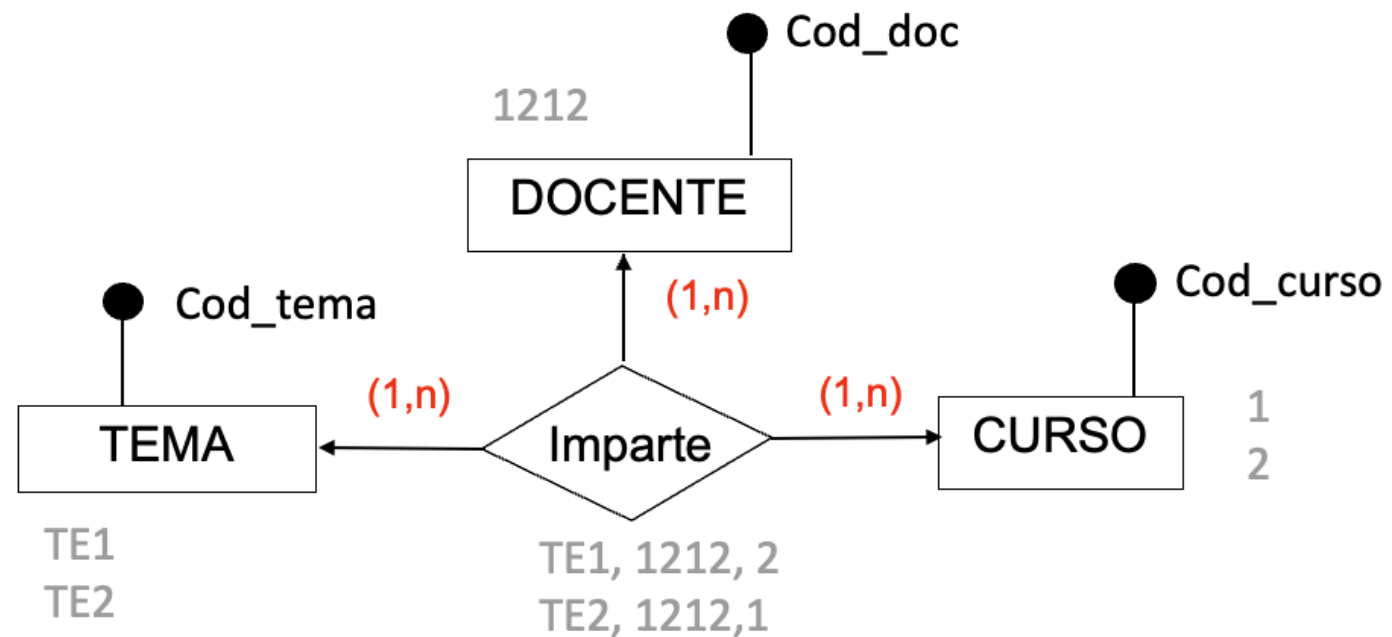 Cod_doc
1212
DOCENTE
(1,n)
Cod_tema
Cod_curso
(1,n)
(1,n)
TEMA
Imparte
CURSO
1
2
TE1
TE2
TE1, 1212, 2
TE2, 1212,1